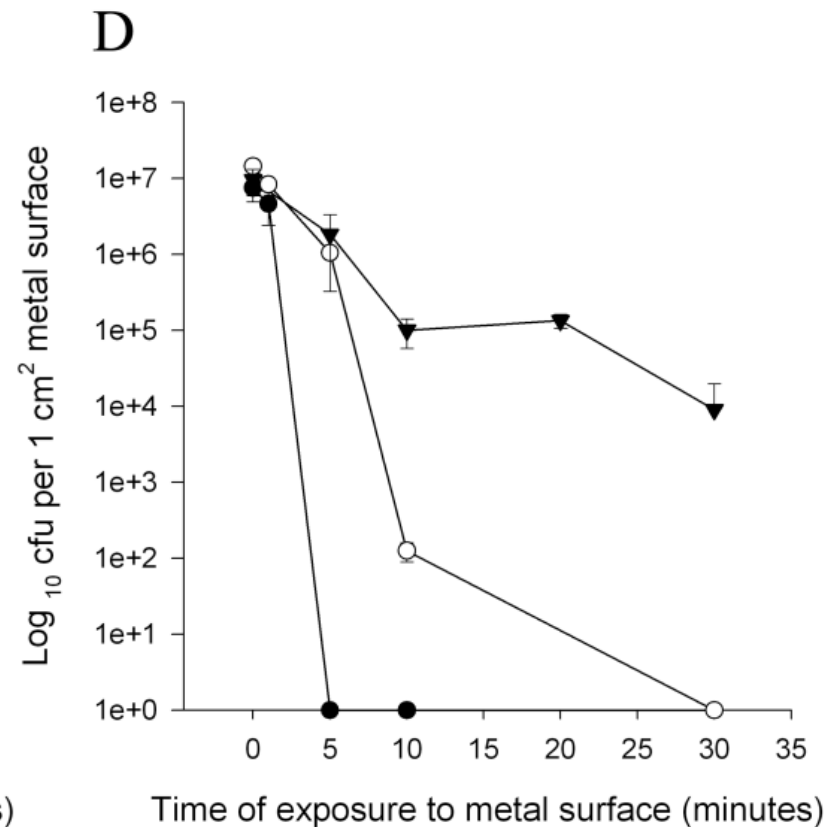 D
Log 10 cfu per 1 cm2 metal surface
1e+8
1e+7
1e+6
1e+5
1e+4
1e+3
1e+2
1e+1
1e+0
0 5 10 15 20 25 30 35
s)
Time of exposure to metal surface (minutes)